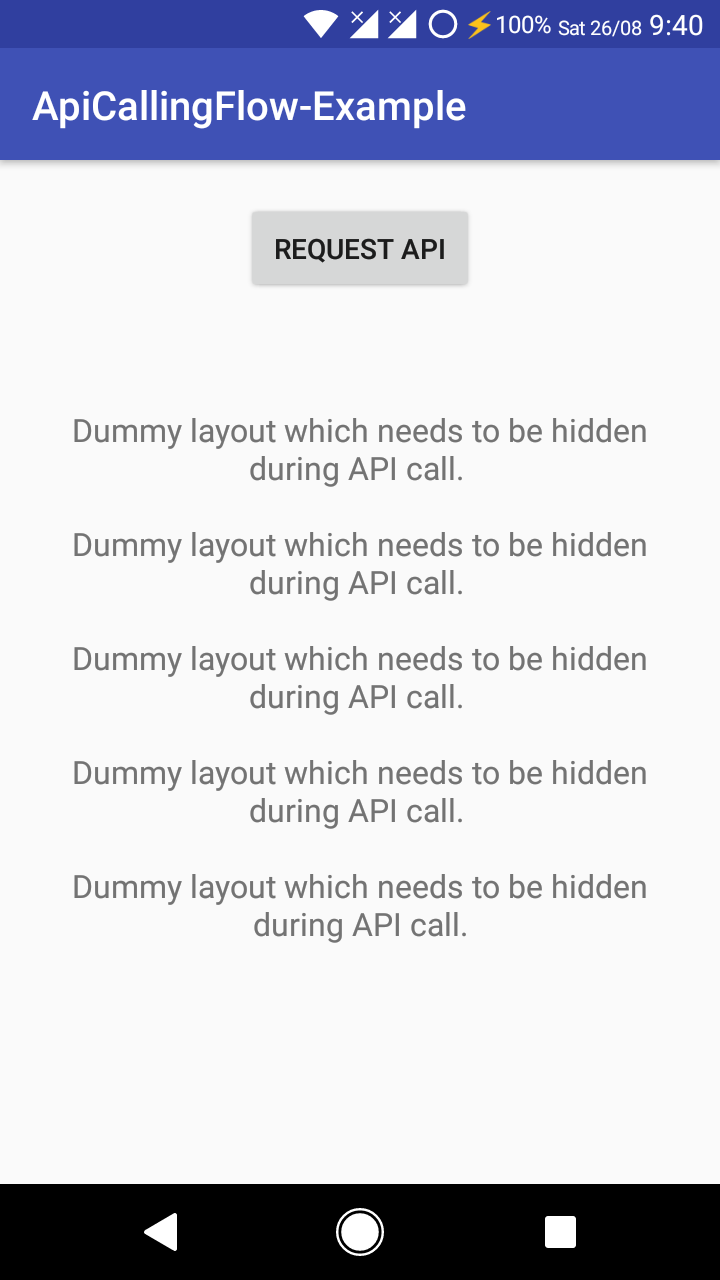 100% Sat 26/08 9:40
ApiCallingFlow-Example
REQUEST API
Dummy layout which needs to be hidden
during API call.
Dummy layout which needs to be hidden
during API call.
Dummy layout which needs to be hidden
during API call.
Dummy layout which needs to be hidden
during API call.
Dummy layout which needs to be hidden
during API call.